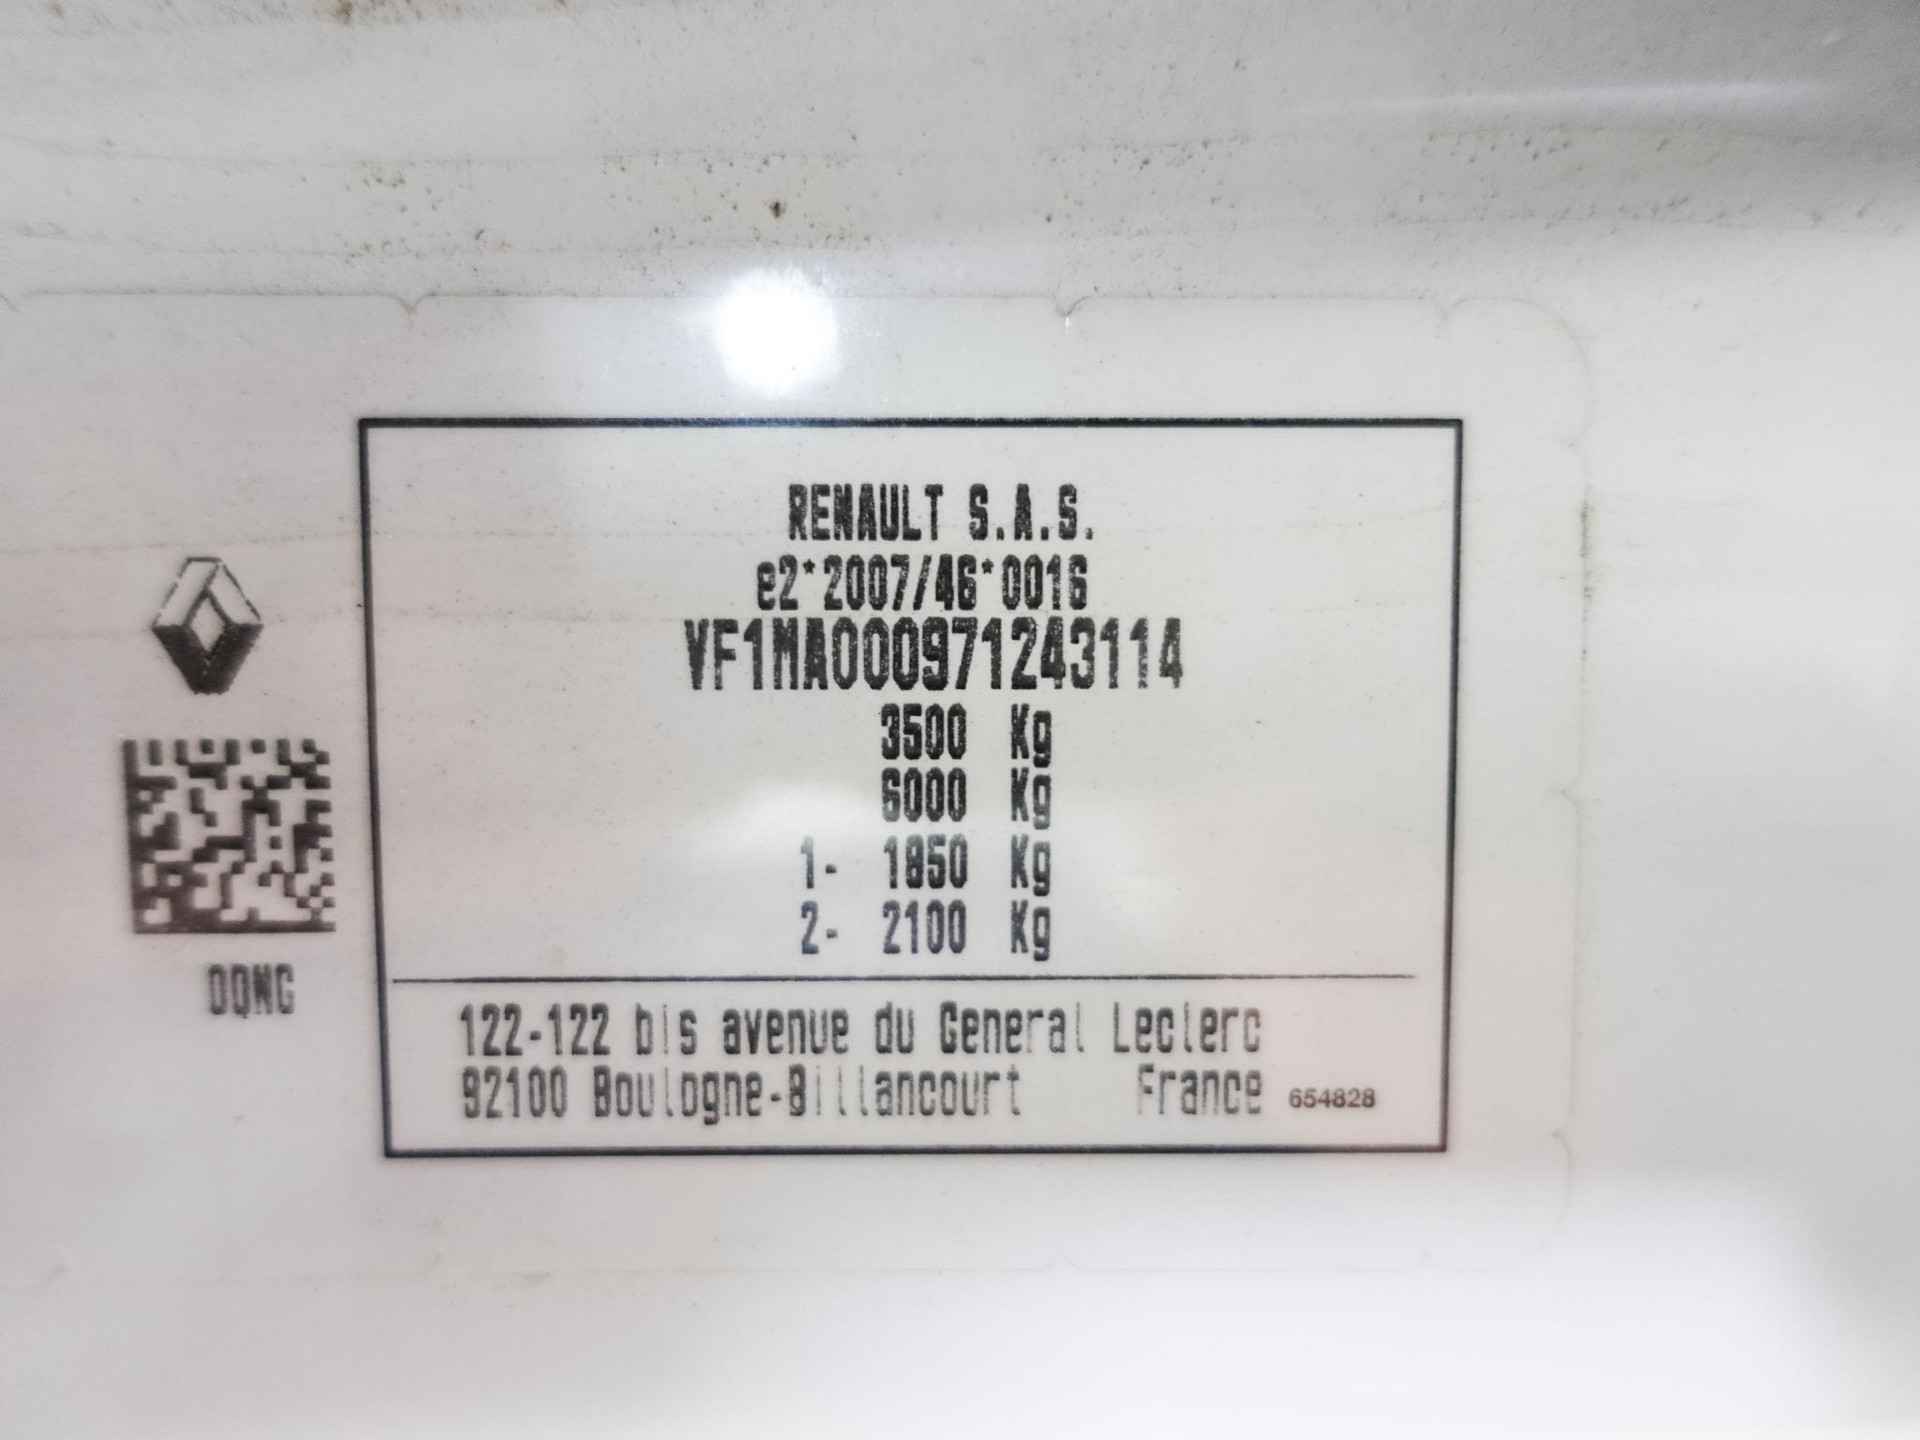 RENAULT S.A.S.
e2*2007/46*0016
VF1MA000971243114
3500 Kg
6000 Kg
1- 1850 Kg
2- 2100 Kg
OQNG
122-122 bis avenue du General Leclerc
92100 Boulogne-Billancourt France 654828